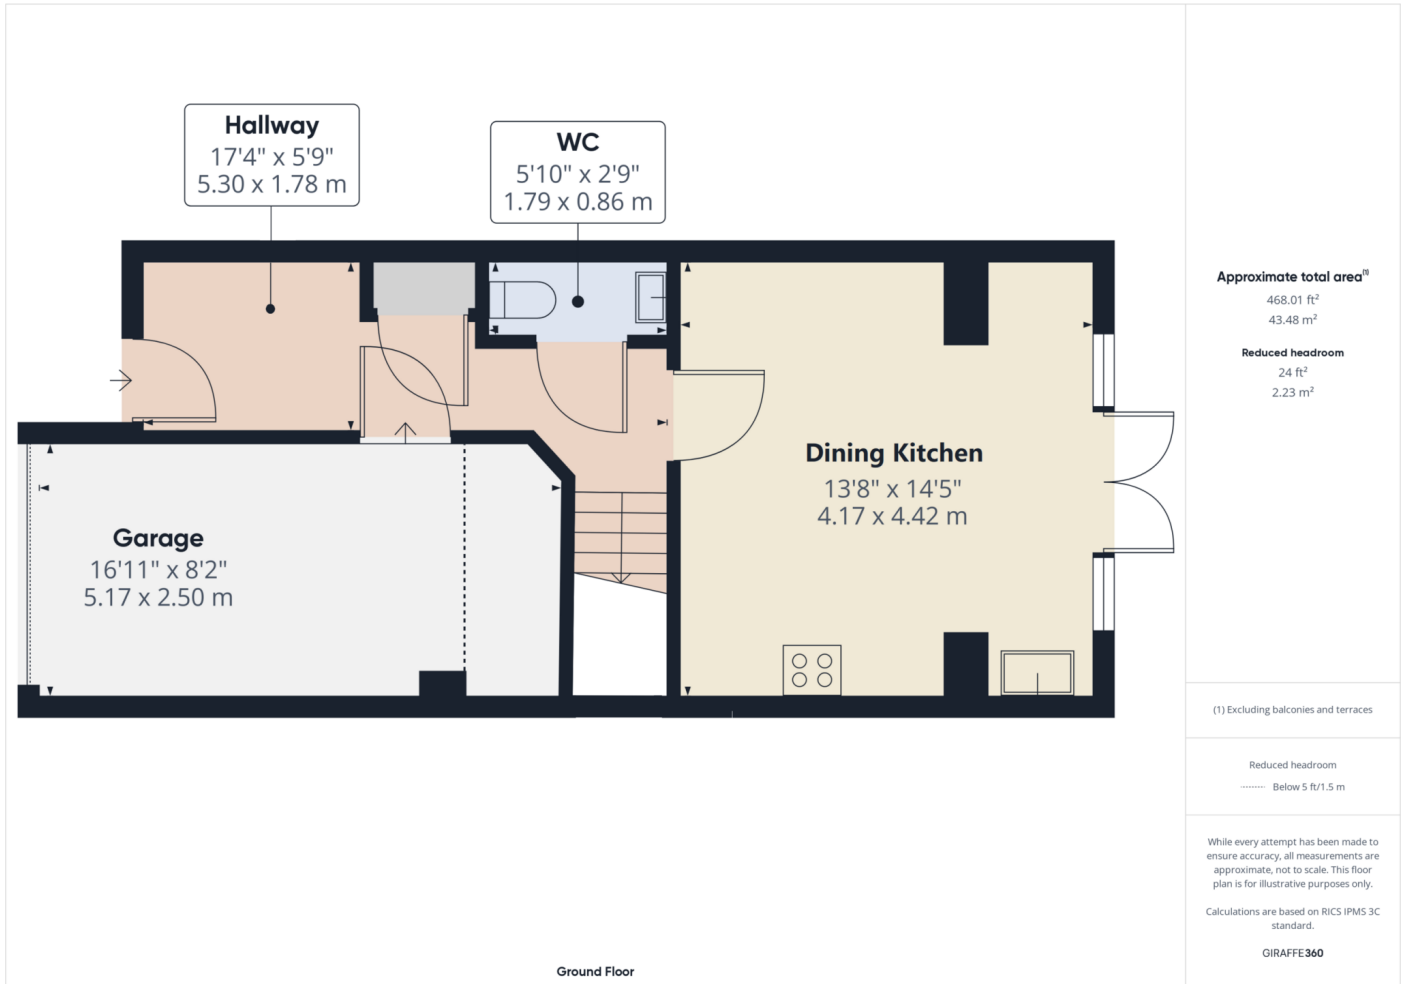 Hallway
17'4" x 5'9"
5.30 x 1.78 m
WC
5'10" x 2'9"
1.79 x 0.86 m
Dining Kitchen
13'8" x 14'5"
4.17 x 4.42 m
Garage
16'11" x 8'2"
5.17 x 2.50 m
Ground Floor
Approximate total area(1)
468.01 ft²
43.48 m²
Reduced headroom
24 ft²
2.23 m²
(1) Excluding balconies and terraces
Reduced headroom
Below 5 ft/1.5 m
While every attempt has been made to
ensure accuracy, all measurements are
approximate, not to scale. This floor
plan is for illustrative purposes only.
Calculations are based on RICS IPMS 3C
standard.
GIRAFFE360